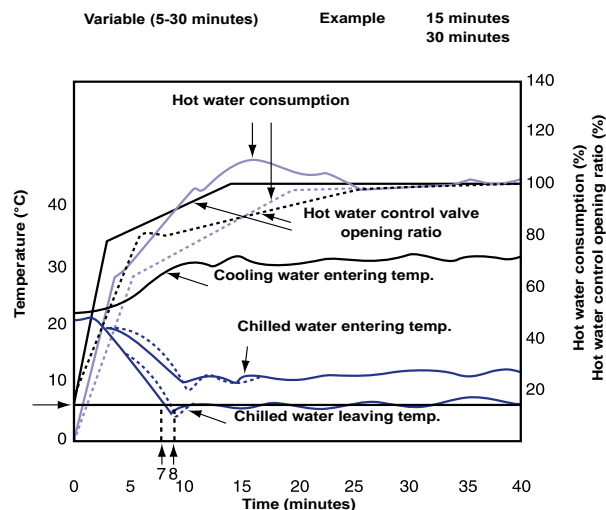 Variable (5-30 minutes) Example 15 minutes
30 minutes
Hot water consumption
Hot water control valve
opening ratio
Cooling water entering temp.
Chilled water entering temp.
Chilled water leaving temp.
Temperature (°C)
40
30
20
10
0
Hot water consumption (%)
Hot water control valve opening ratio (%)
140
120
100
80
60
40
20
7 8
0 5 10 15 20 25 30 35 40
Time (minutes)